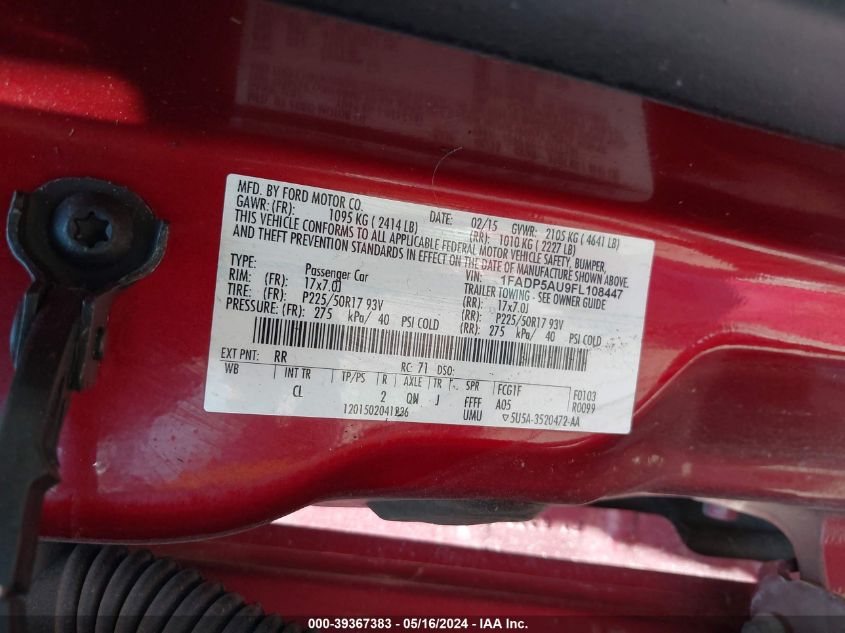 MFD. BY FORD MOTOR CO.
DATE: 02/15 GVWR: 2105 KG ( 4641 LB)
GAWR: (FR): 1095 KG ( 2414 LB) (RR): 1010 KG ( 2227 LB)
THIS VEHICLE CONFORMS TO ALL APPLICABLE FEDERAL MOTOR VEHICLE SAFETY, BUMPER,
AND THEFT PREVENTION STANDARDS IN EFFECT ON THE DATE OF MANUFACTURE SHOWN ABOVE.
VIN: 1FADP5AU9FL108447
TYPE: Passenger Car TRAILER TOWING - SEE OWNER GUIDE
RIM: (FR): 17x7.0J (RR): 17x7.0J
TIRE: (FR): P225/50R17 93V (RR): P225/50R17 93V
PRESSURE: (FR): 275 kPa/ 40 PSI COLD (RR): 275 kPa/ 40 PSI COLD
EXT PNT: RR RC: 71 DSO:
WB INT TR TP/PS R AXLE TR SPR FCG1F F0103
CL 2 QW J FFFF A05 R0099
1201502041226 UMU ▽5U5A-3520472-AA
000-39367383 - 05/16/2024 - IAA Inc.